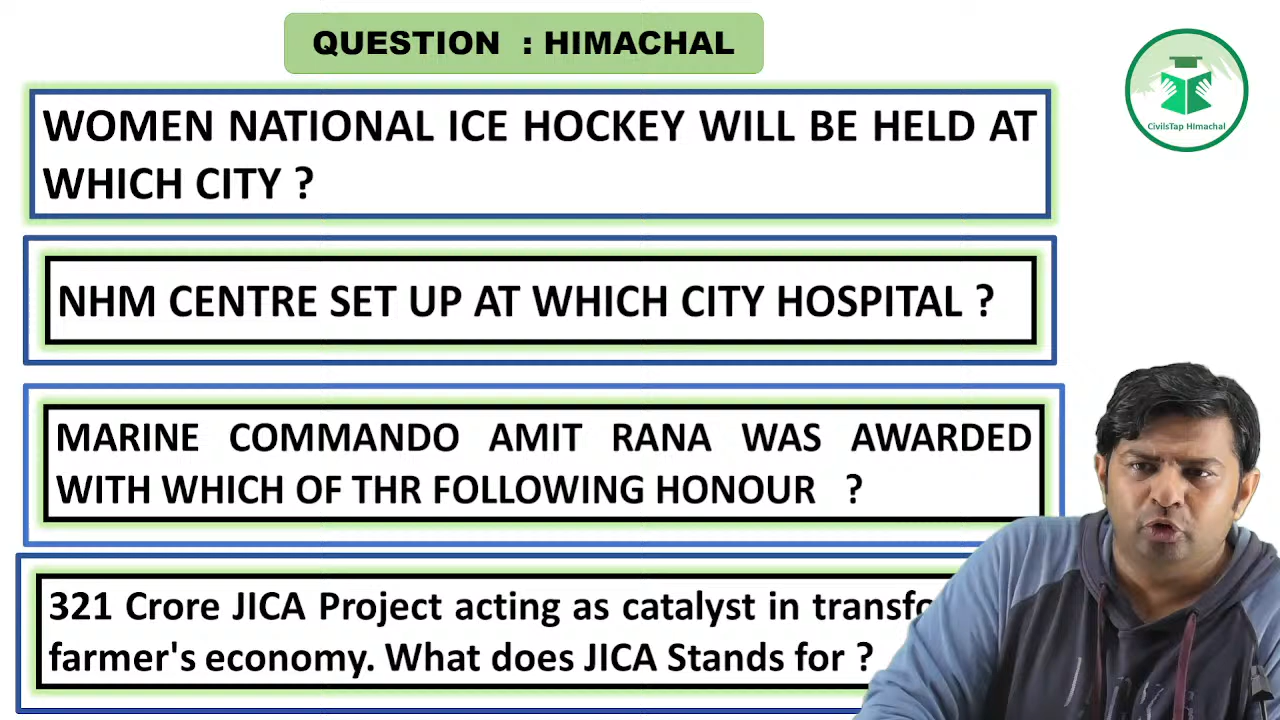 QUESTION : HIMACHAL
WOMEN NATIONAL ICE HOCKEY WILL BE HELD AT
WHICH CITY ?
CivilsTap HImachal
NHM CENTRE SET UP AT WHICH CITY HOSPITAL ?
MARINE COMMANDO AMIT RANA WAS AWARDED
WITH WHICH OF THR FOLLOWING HONOUR ?
321 Crore JICA Project acting as catalyst in
farmer's economy. What does JICA Stands for ?